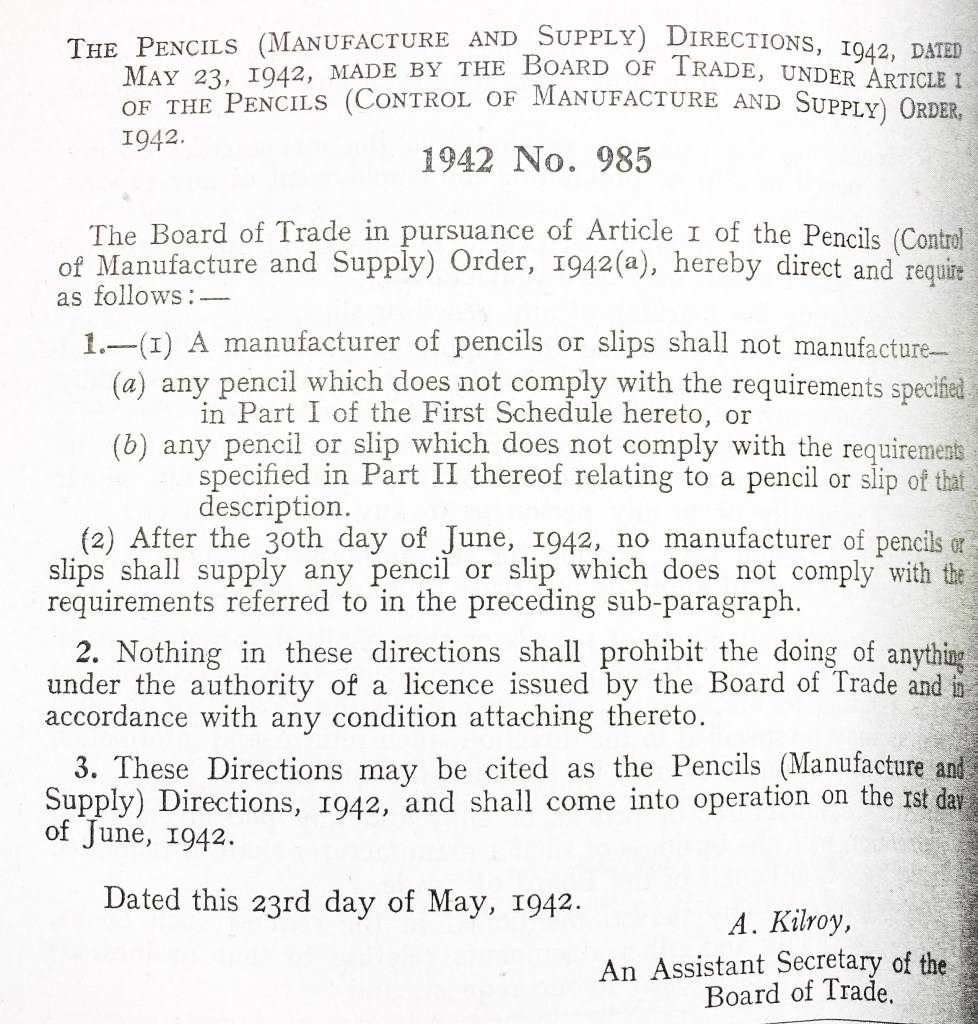 THE PENCILS (MANUFACTURE AND SUPPLY) DIRECTIONS, 1942, DATED
MAY 23, 1942, MADE BY THE BOARD OF TRADE, UNDER ARTICLE 1
OF THE PENCILS (CONTROL OF MANUFACTURE AND SUPPLY) ORDER,
1942.
1942 No. 985
The Board of Trade in pursuance of Article 1 of the Pencils (Control
of Manufacture and Supply) Order, 1942(a), hereby direct and require
as follows:—
1.—(1) A manufacturer of pencils or slips shall not manufacture—
(a) any pencil which does not comply with the requirements specified
in Part I of the First Schedule hereto, or
(b) any pencil or slip which does not comply with the requirements
specified in Part II thereof relating to a pencil or slip of that
description.
(2) After the 30th day of June, 1942, no manufacturer of pencils or
slips shall supply any pencil or slip which does not comply with the
requirements referred to in the preceding sub-paragraph.
2. Nothing in these directions shall prohibit the doing of anything
under the authority of a licence issued by the Board of Trade and in
accordance with any condition attaching thereto.
3. These Directions may be cited as the Pencils (Manufacture and
Supply) Directions, 1942, and shall come into operation on the 1st day
of June, 1942.
Dated this 23rd day of May, 1942.
A. Kilroy,
An Assistant Secretary of the
Board of Trade.